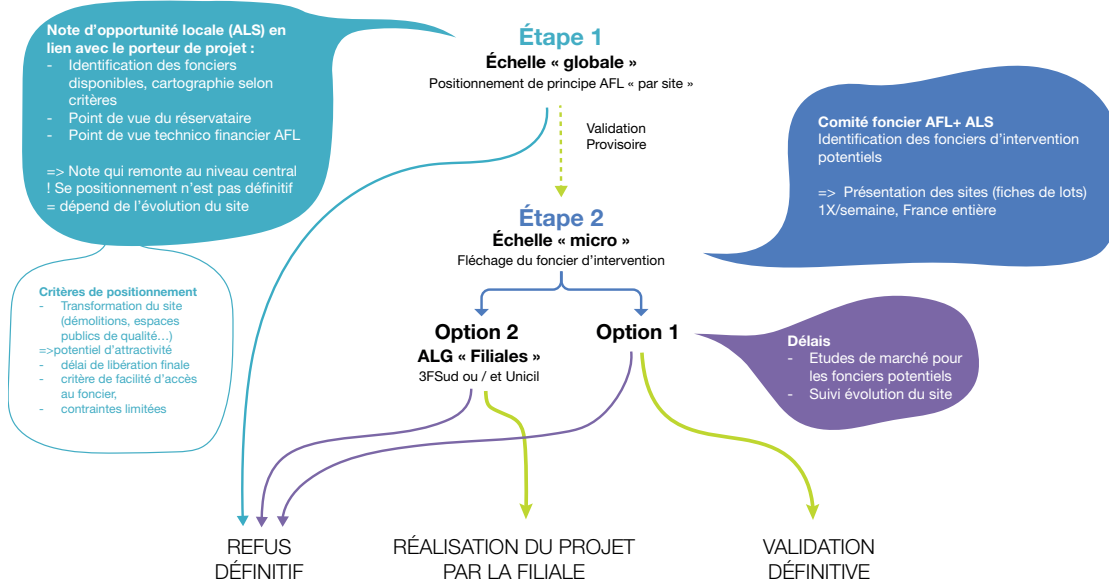 Note d'opportunité locale (ALS) en
lien avec le porteur de projet :
- Identification des fonciers
disponibles, cartographie selon
critères
- Point de vue du réservataire
- Point de vue technico financier AFL
=> Note qui remonte au niveau central
! Se positionnement n'est pas définitif
= dépend de l'évolution du site
Étape 1
Échelle « globale »
Positionnement de principe AFL « par site »
Validation
Provisoire
Comité foncier AFL+ ALS
Identification des fonciers d'intervention
potentiels
=> Présentation des sites (fiches de lots)
1X/semaine, France entière
Étape 2
Échelle « micro »
Fléchage du foncier d'intervention
Critères de positionnement
- Transformation du site
(démolitions, espaces
publics de qualité…)
=>potentiel d'attractivité
- délai de libération finale
- critère de facilité d'accès
au foncier,
- contraintes limitées
Option 2
ALG « Filiales »
3FSud ou / et Unicil
Option 1
Délais
- Etudes de marché pour
les fonciers potentiels
- Suivi évolution du site
REFUS
DÉFINITIF
RÉALISATION DU PROJET
PAR LA FILIALE
VALIDATION
DÉFINITIVE